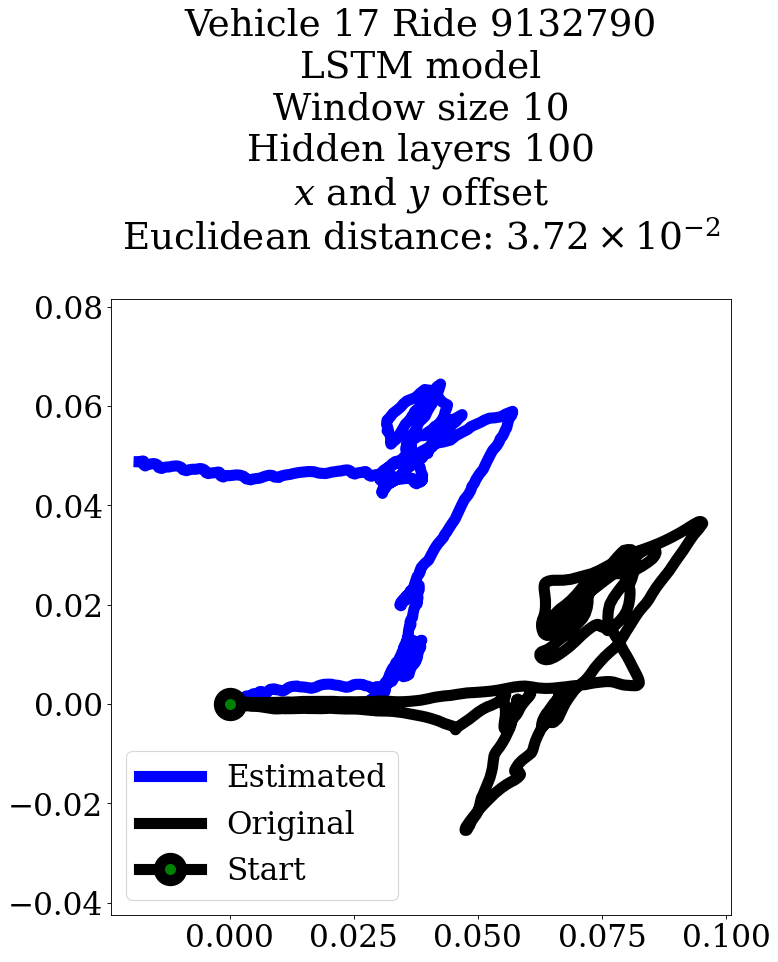 Vehicle 17 Ride 9132790
LSTM model
Window size 10
Hidden layers 100
x and y offset
Euclidean distance: 3.72 × 10⁻²
0.08
0.06
0.04
0.02
0.00
−0.02
−0.04
Estimated
Original
Start
0.000 0.025 0.050 0.075 0.100